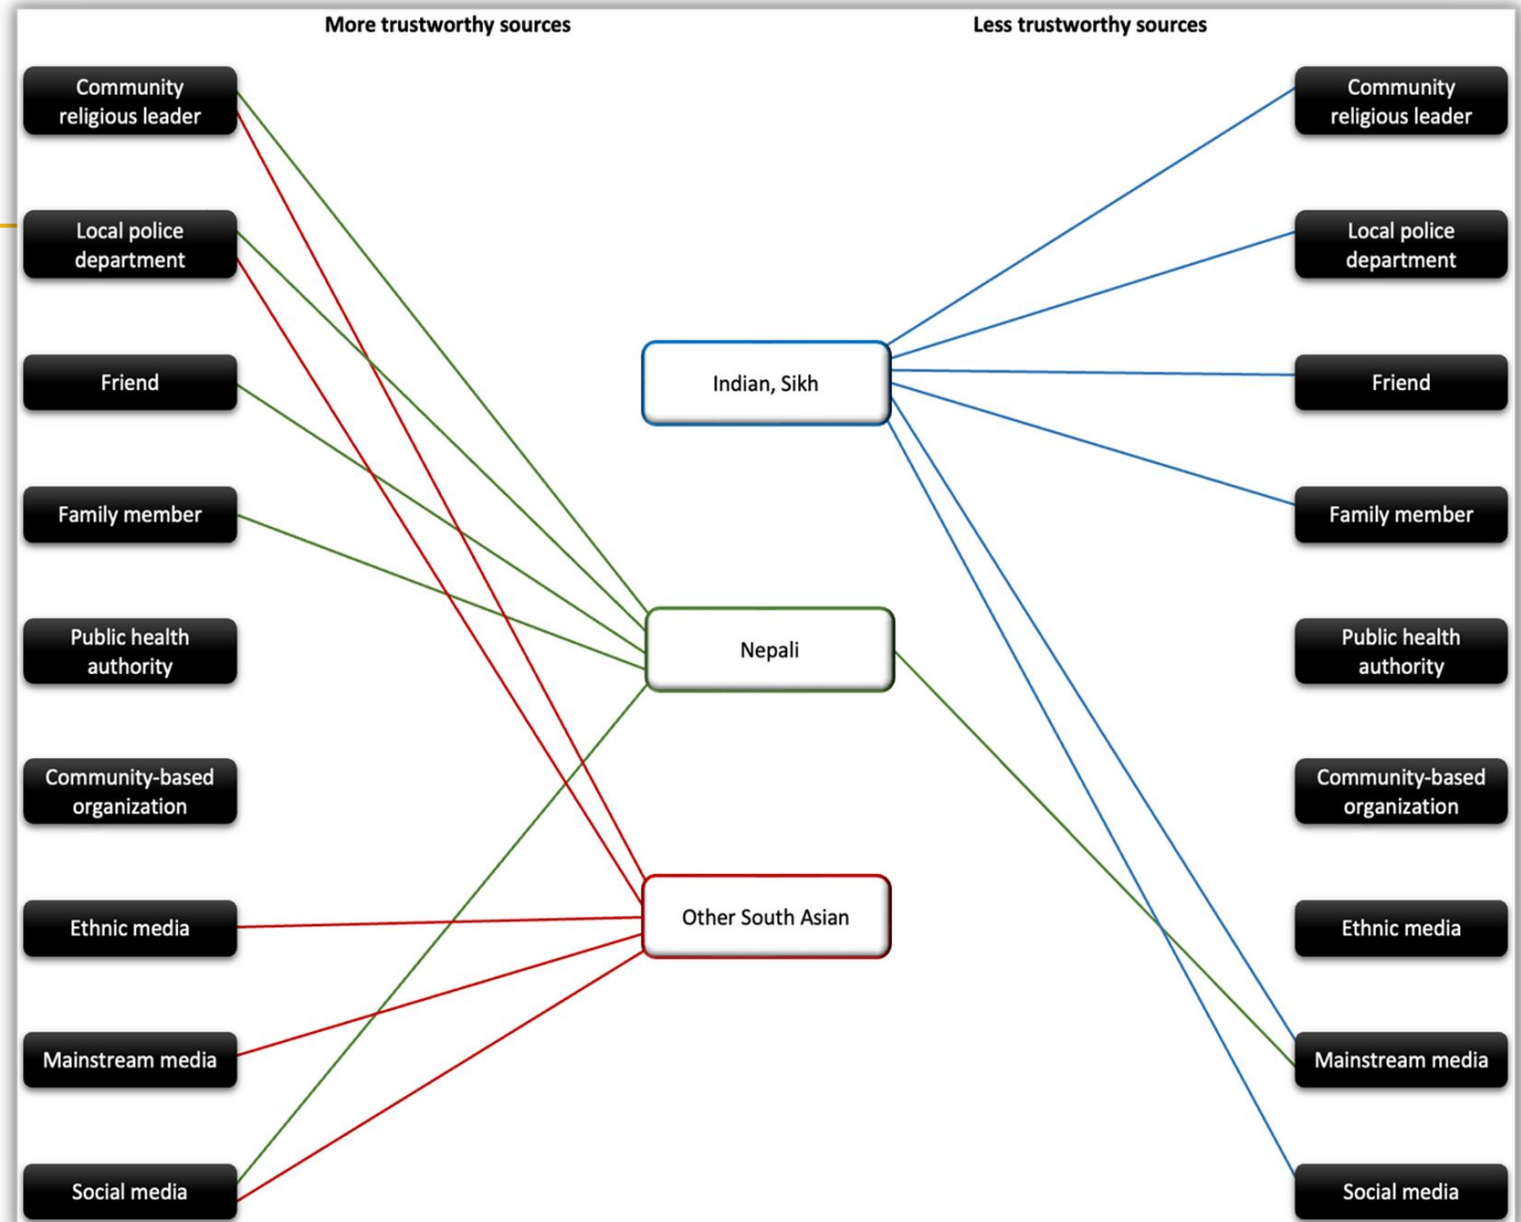 More trustworthy sources
Less trustworthy sources
Community
religious leader
Local police
department
Friend
Family member
Public health
authority
Community-based
organization
Ethnic media
Mainstream media
Social media
Indian, Sikh
Nepali
Other South Asian
Community
religious leader
Local police
department
Friend
Family member
Public health
authority
Community-based
organization
Ethnic media
Mainstream media
Social media